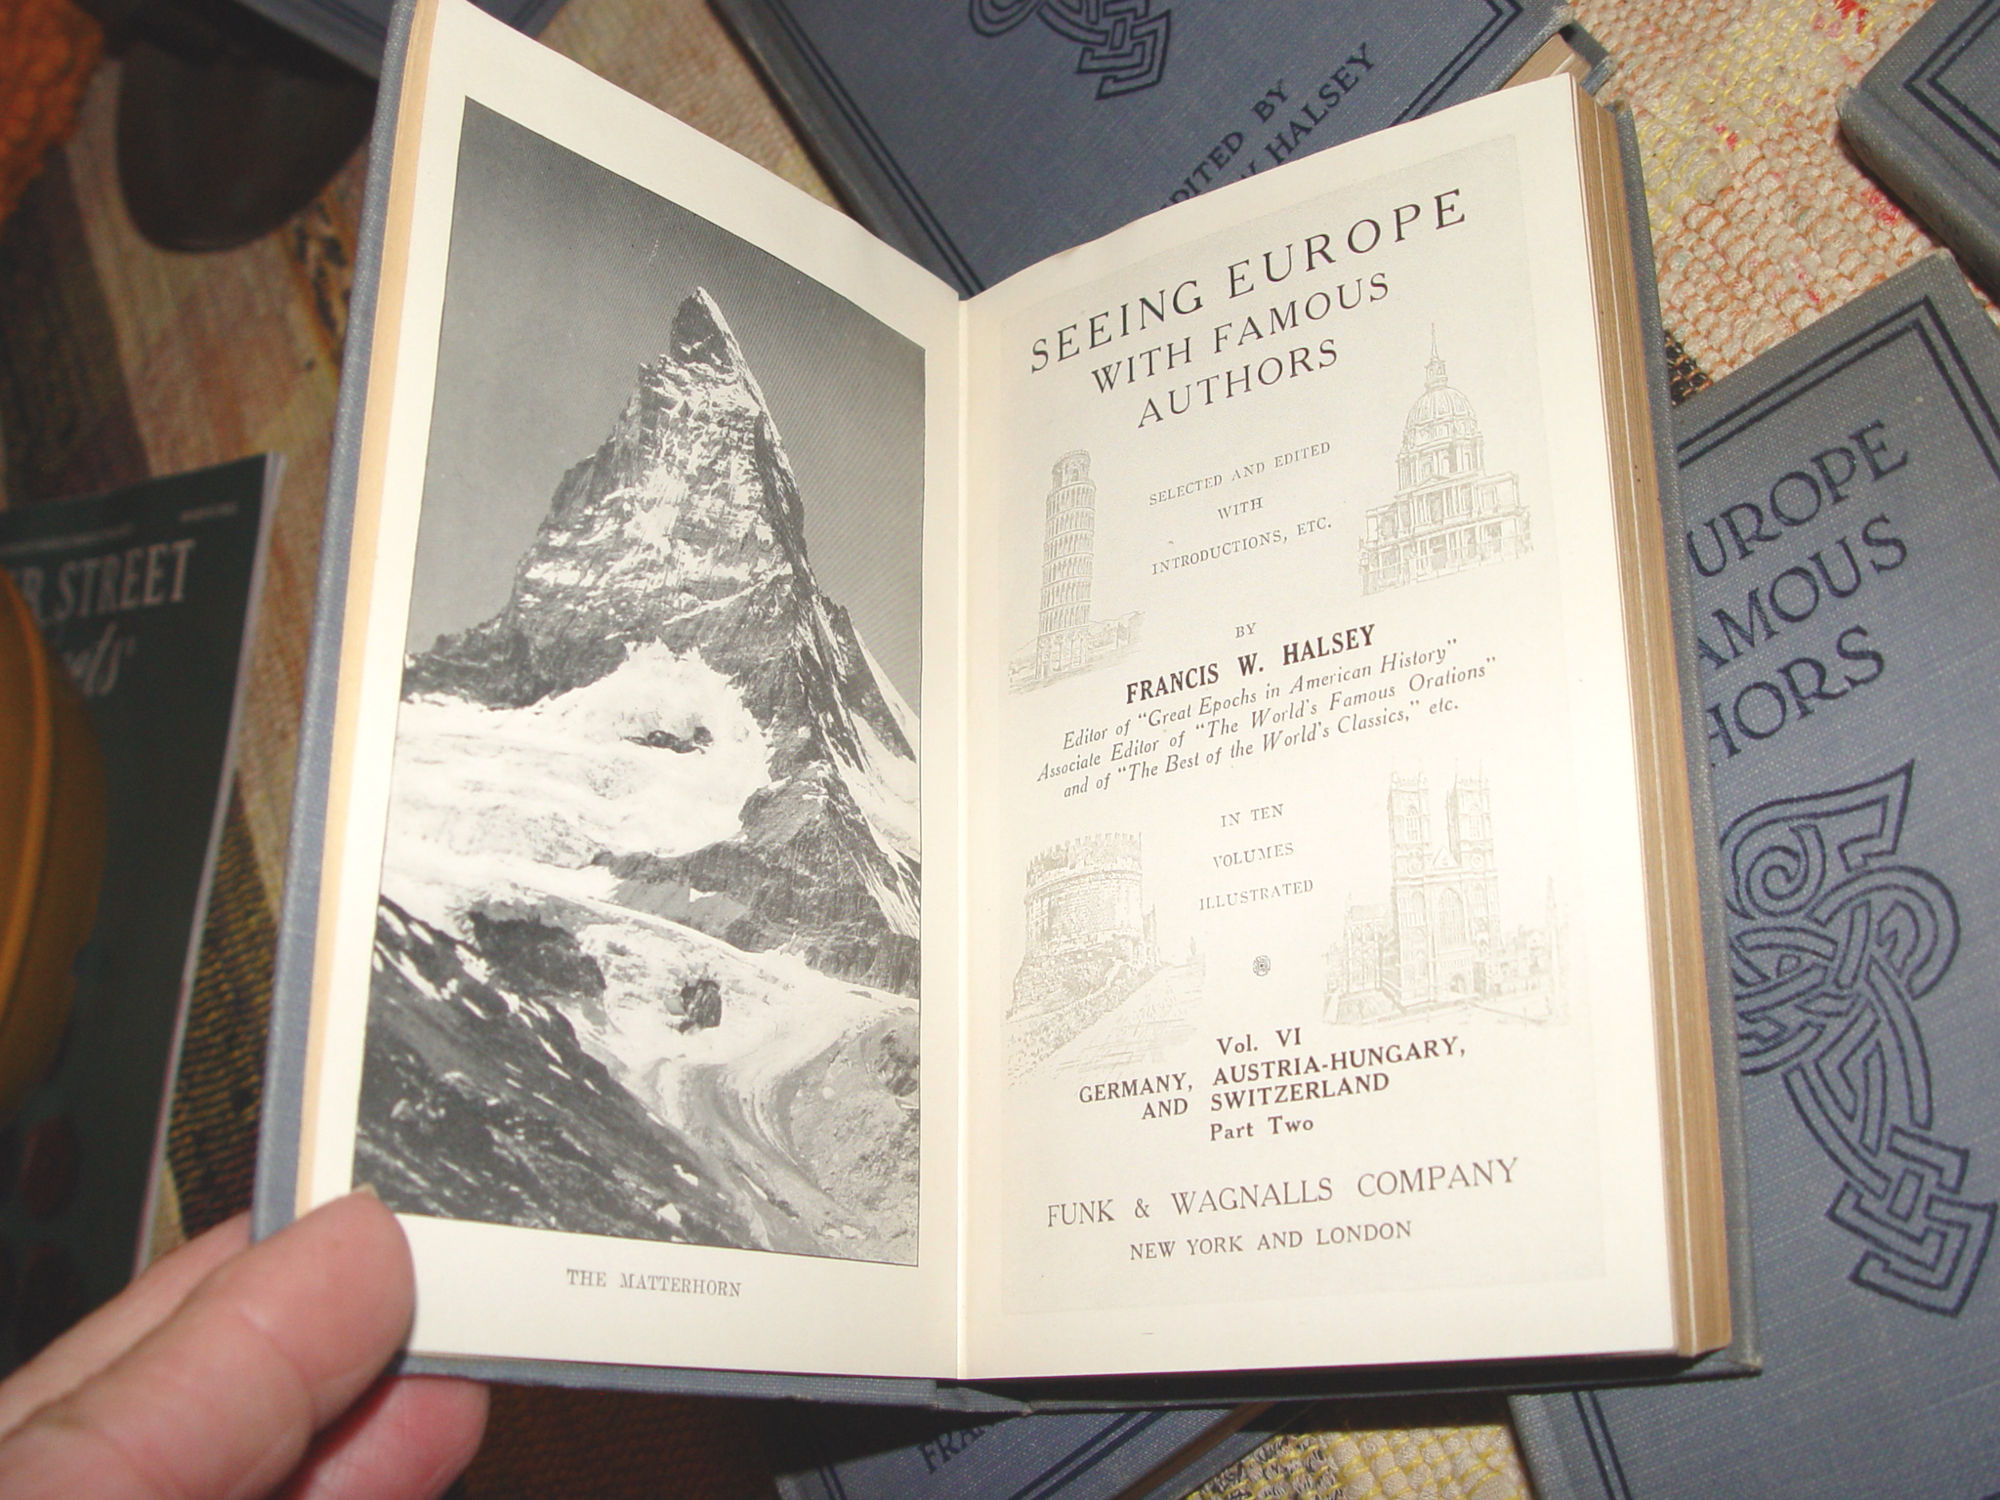 EDITED BY
HALSEY
R STREET
THE MATTERHORN
SEEING EUROPE
WITH FAMOUS
AUTHORS
SELECTED AND EDITED
WITH
INTRODUCTIONS, ETC.
BY
FRANCIS W. HALSEY
Editor of "Great Epochs in American History"
Associate Editor of "The World's Famous Orations"
and of "The Best of the World's Classics," etc.
IN TEN
VOLUMES
ILLUSTRATED
Vol. VI
GERMANY, AUSTRIA-HUNGARY,
AND SWITZERLAND
Part Two
FUNK & WAGNALLS COMPANY
NEW YORK AND LONDON
UROPE
AMOUS
HORS
FRA